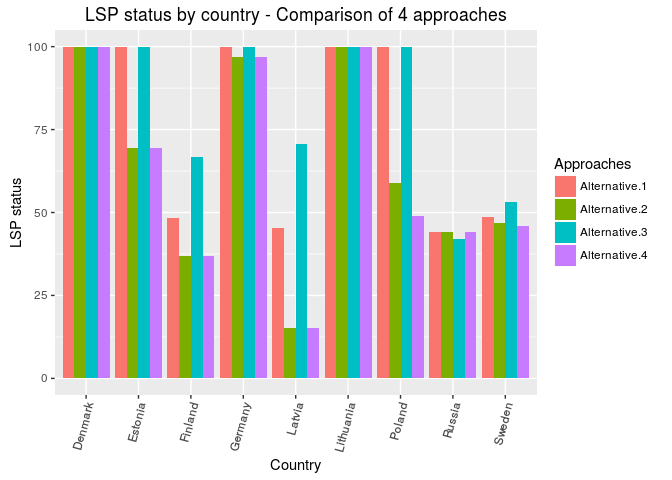 LSP status by country - Comparison of 4 approaches
LSP status
100
75
50
25
0
Denmark
Estonia
Finland
Germany
Latvia
Lithuania
Poland
Russia
Sweden
Country
Approaches
Alternative.1
Alternative.2
Alternative.3
Alternative.4